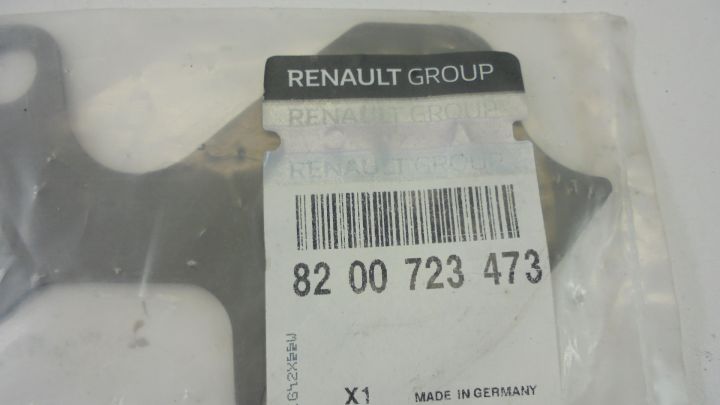 RENAULT GROUP
RENAULT GROUP
RENAULT GROUP
82 00 723 473
X1
MADE IN GERMANY